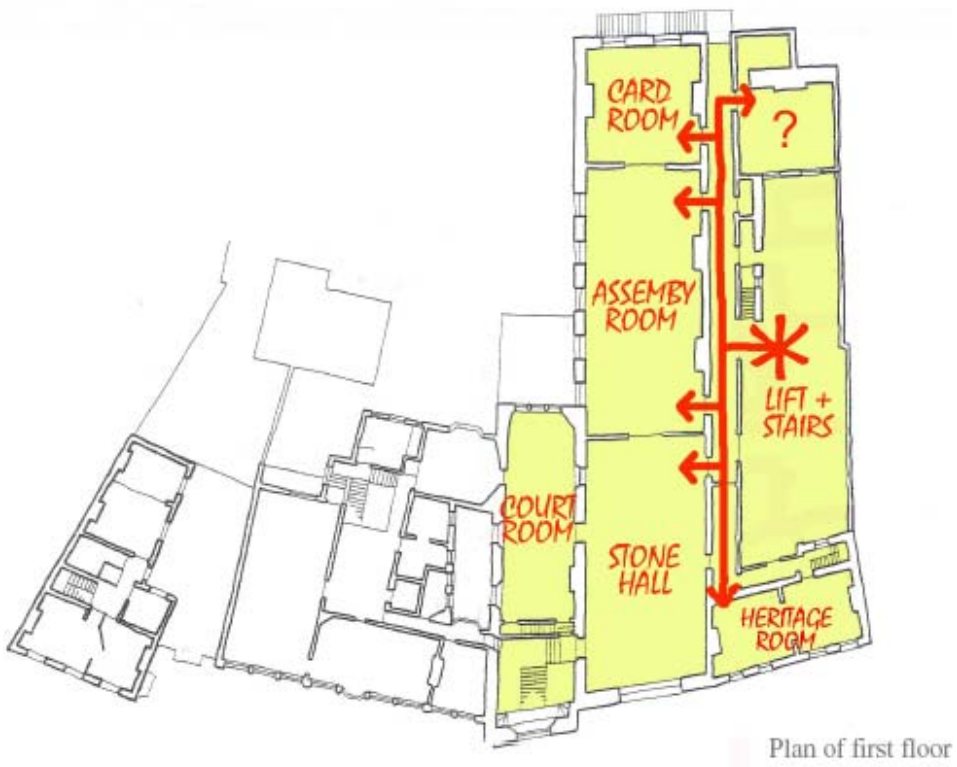 CARD
ROOM
?
ASSEMBY
ROOM
LIFT +
STAIRS
COURT
ROOM
STONE
HALL
HERITAGE
ROOM
Plan of first floor